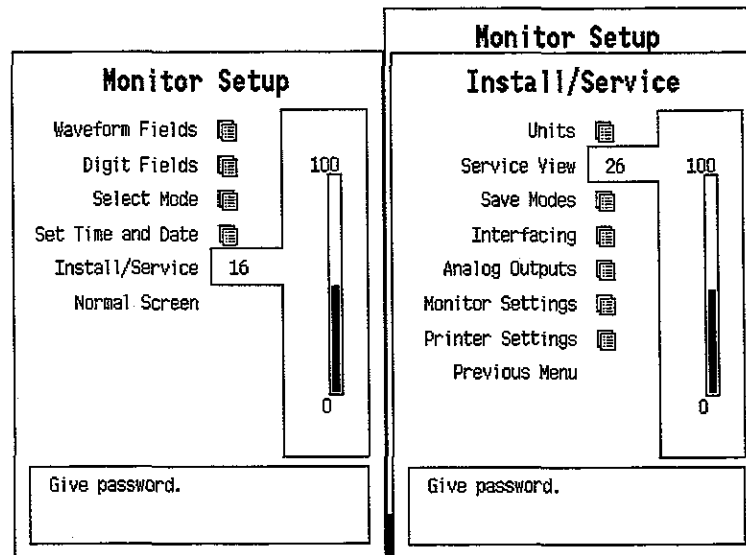 Monitor Setup
Waveform Fields
Digit Fields
100
Select Mode
Set Time and Date
Install/Service 16
Normal Screen
0
Give password.
Monitor Setup
Install/Service
Units
Service View 26 100
Save Modes
Interfacing
Analog Outputs
Monitor Settings
Printer Settings
Previous Menu
0
Give password.